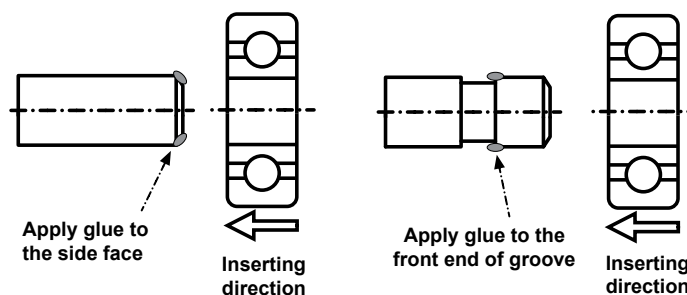 Apply glue to
the side face
Inserting
direction
Apply glue to the
front end of groove
Inserting
direction